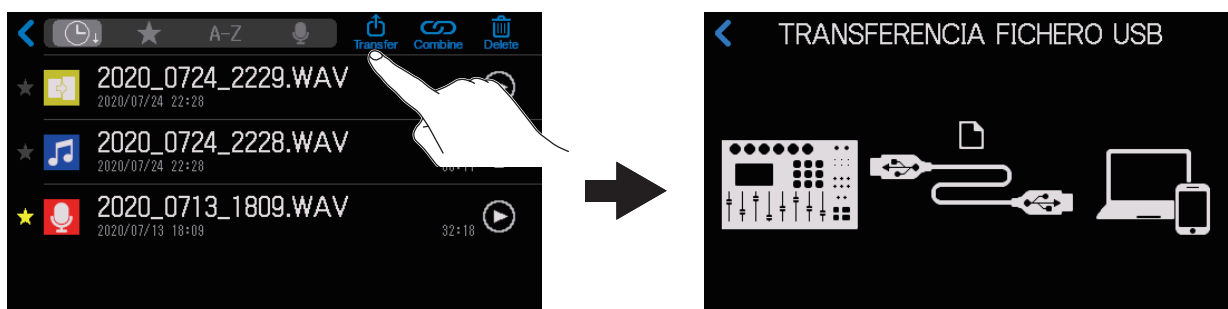 A-Z
Transfer Combine Delete
2020_0724_2229.WAV
2020/07/24 22:28
2020_0724_2228.WAV
2020/07/24 22:28
2020_0713_1809.WAV
2020/07/13 18:09
32:18
TRANSFERENCIA FICHERO USB